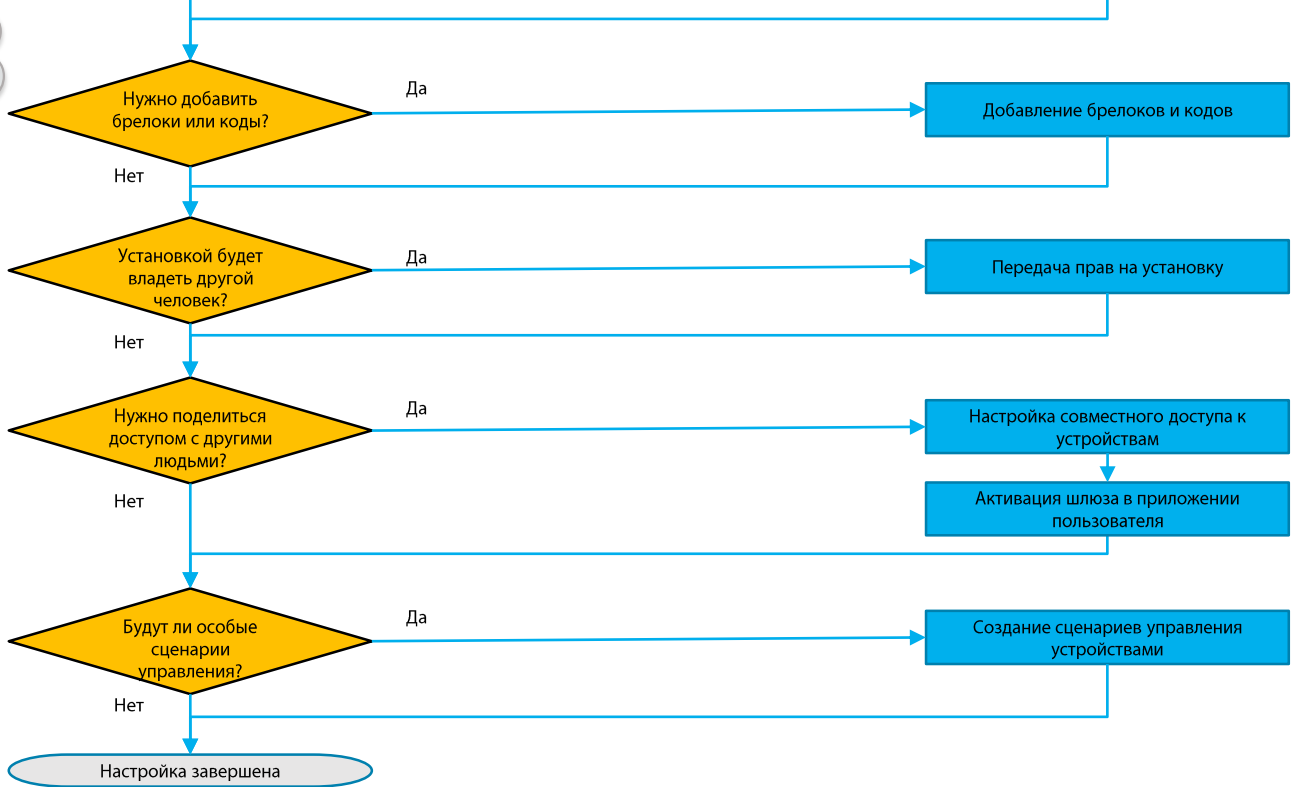 Нужно добавить
брелоки или коды?
Да
Добавление брелоков и кодов
Нет
Установкой будет
владеть другой
человек?
Да
Передача прав на установку
Нет
Нужно поделиться
доступом с другими
людьми?
Да
Настройка совместного доступа к
устройствам
Нет
Активация шлюза в приложении
пользователя
Будут ли особые
сценарии
управления?
Да
Создание сценариев управления
устройствами
Нет
Настройка завершена